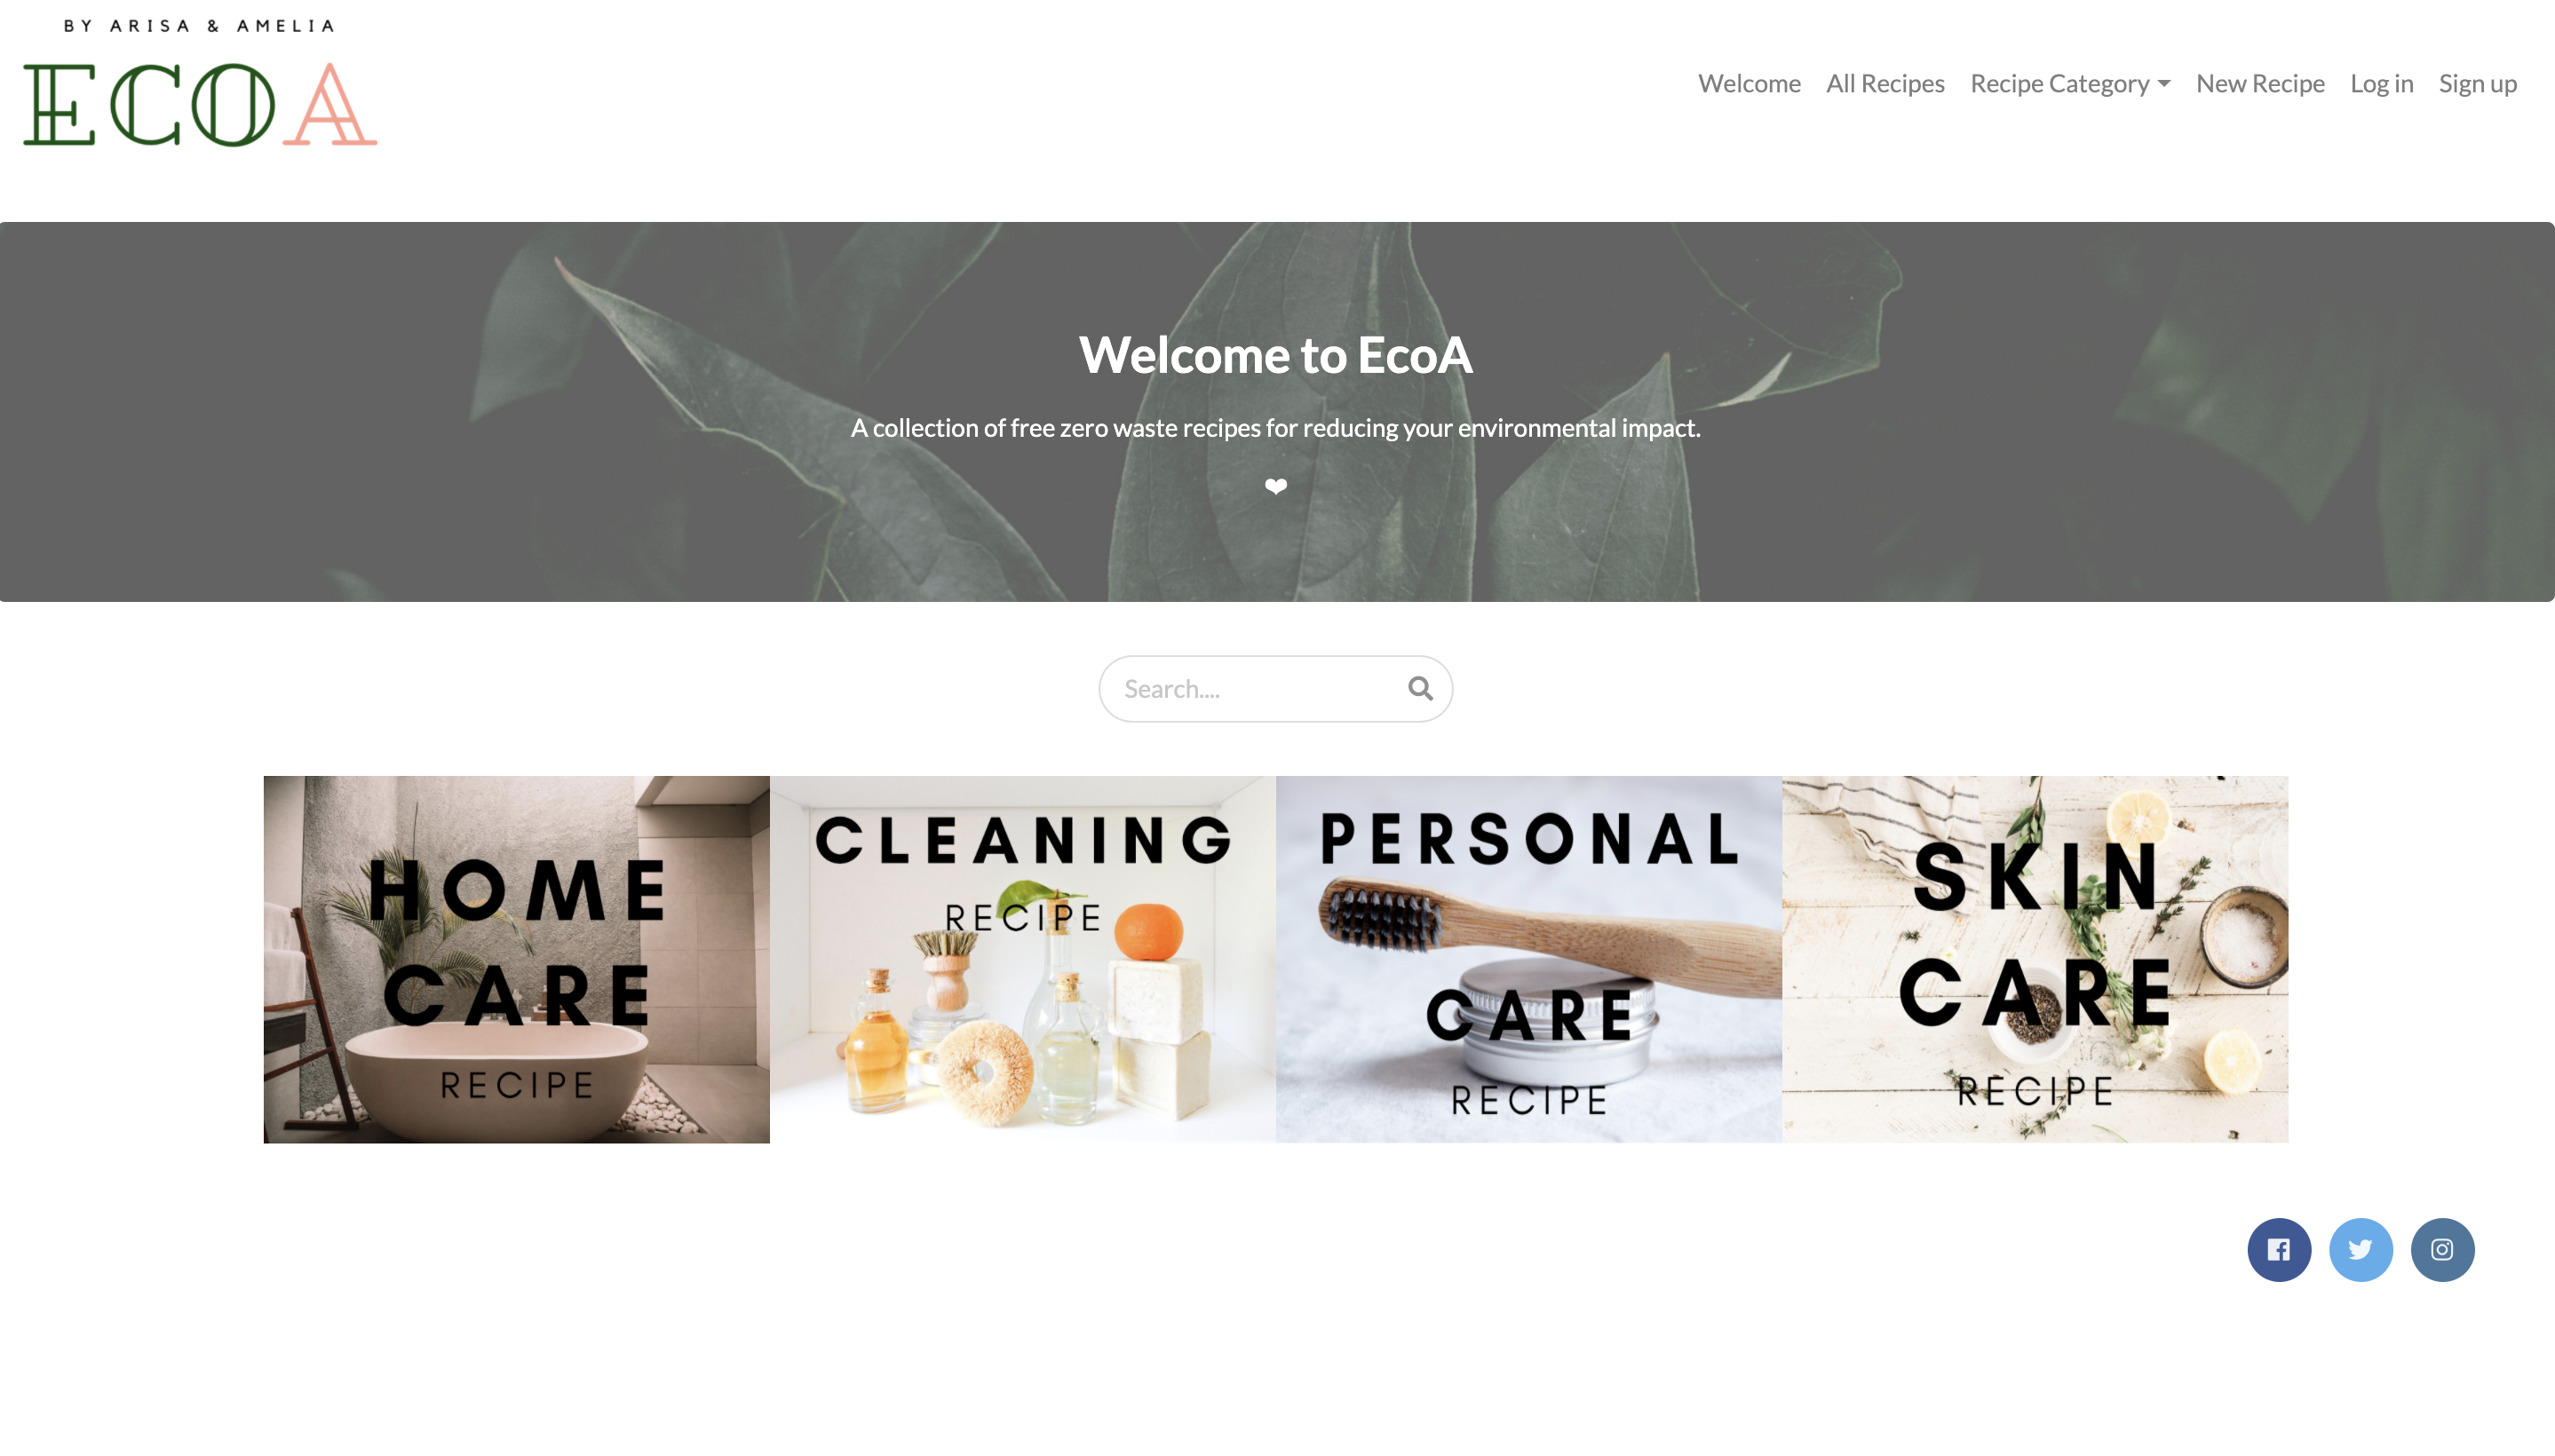 BY ARISA & AMELIA
ECOA
Welcome All Recipes Recipe Category New Recipe Log in Sign up
Welcome to EcoA
A collection of free zero waste recipes for reducing your environmental impact.
❤
Search....
HOME
CARE
RECIPE
CLEANING
RECIPE
PERSONAL
CARE
RECIPE
SKIN
CARE
RECIPE